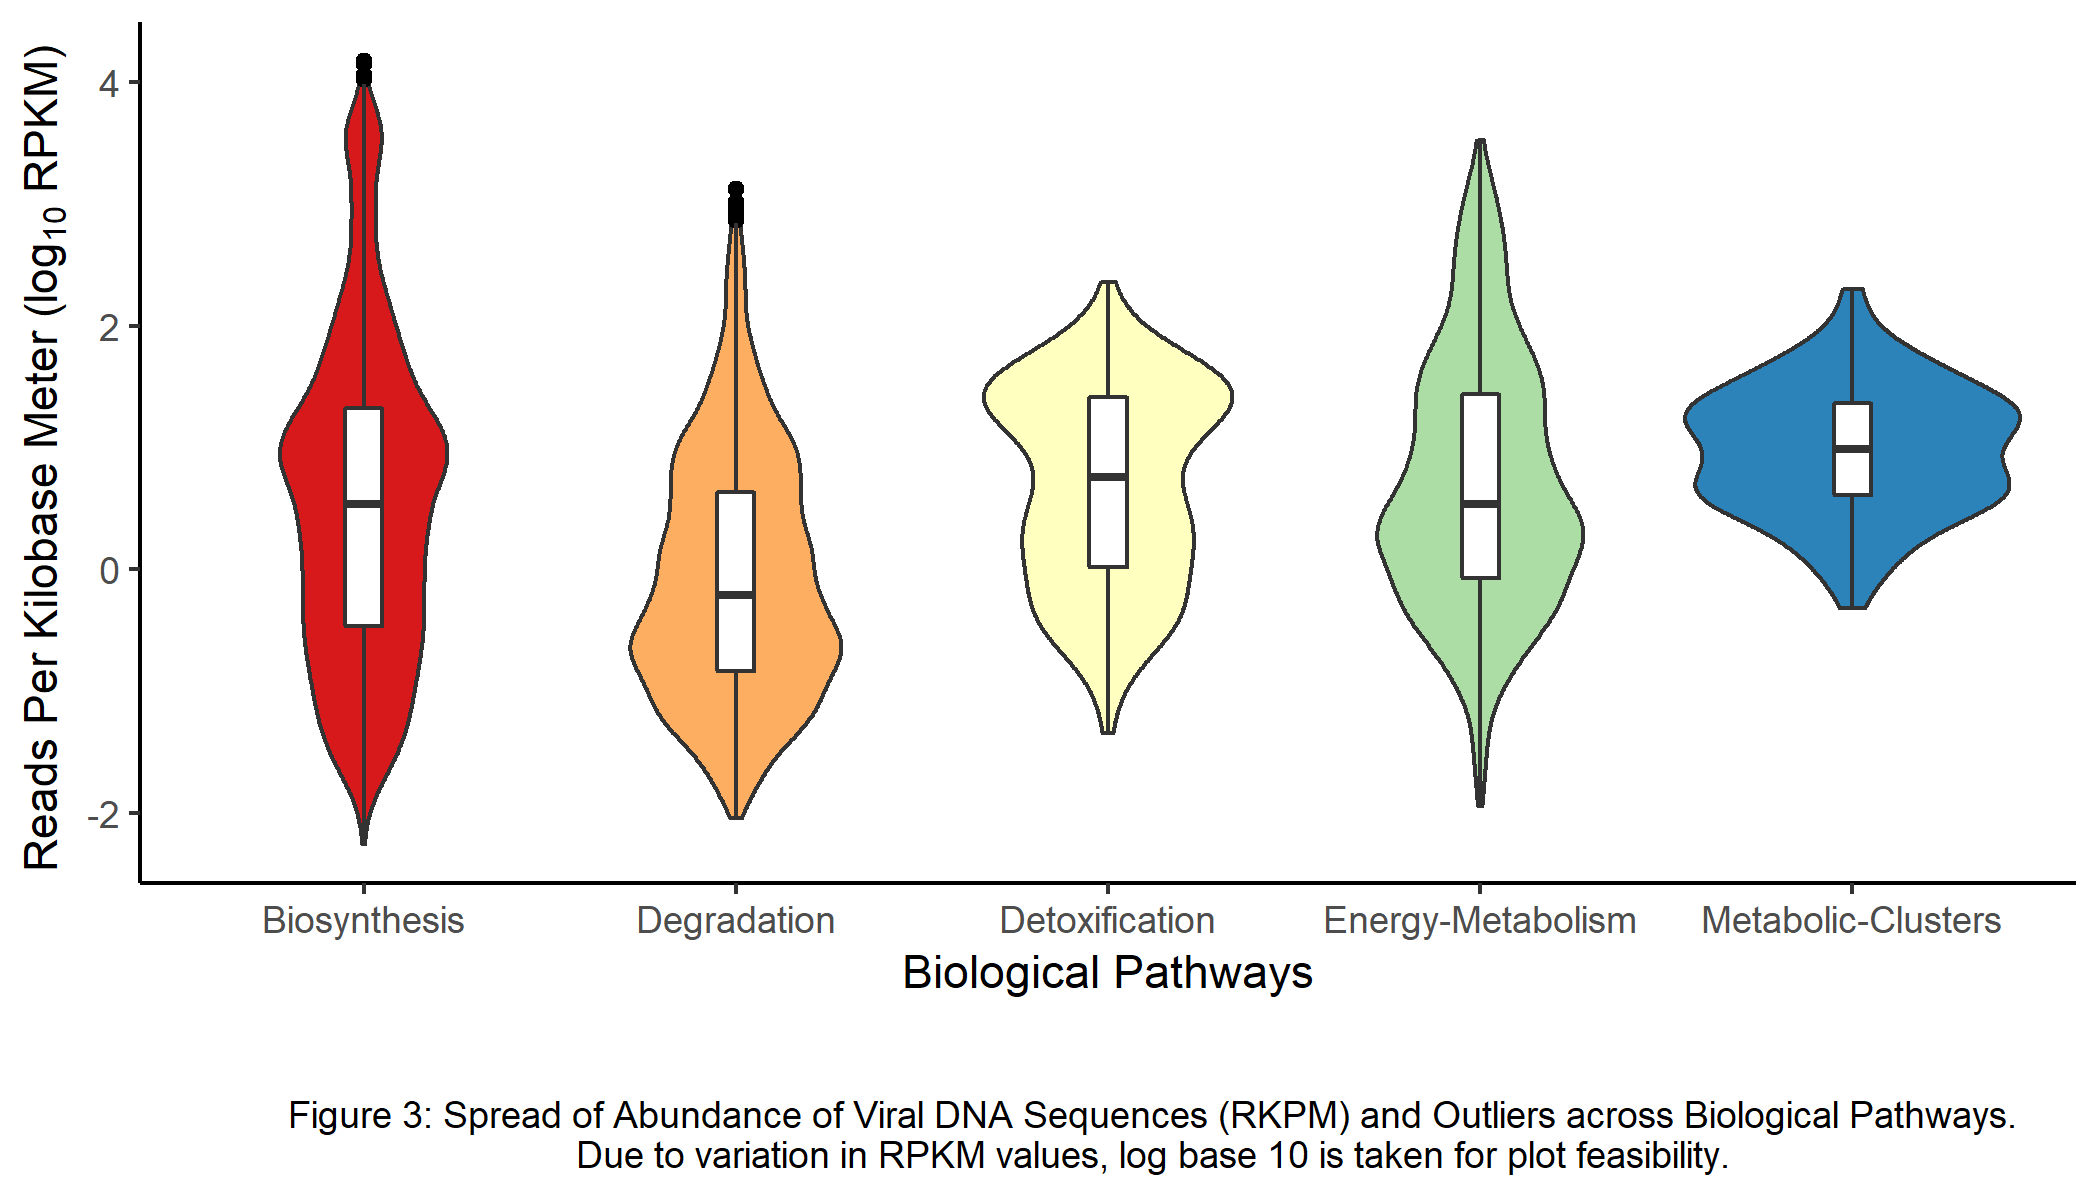 Reads Per Kilobase Meter (log10 RPKM)
4
2
0
-2
Biosynthesis Degradation Detoxification Energy-Metabolism Metabolic-Clusters
Biological Pathways
Figure 3: Spread of Abundance of Viral DNA Sequences (RKPM) and Outliers across Biological Pathways.
Due to variation in RPKM values, log base 10 is taken for plot feasibility.